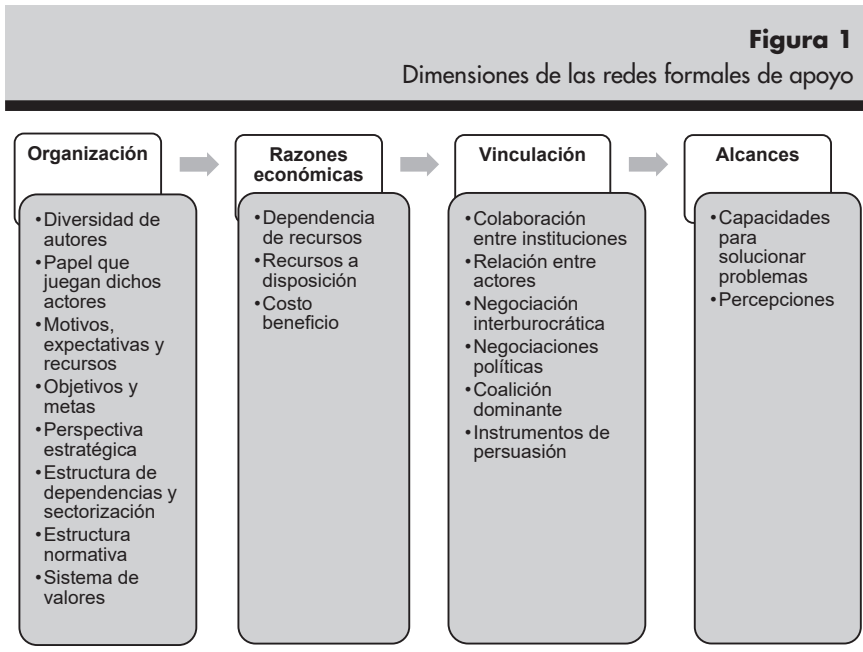 Figura 1
Dimensiones de las redes formales de apoyo
Organización
•Diversidad de
autores
•Papel que
juegan dichos
actores
•Motivos,
expectativas y
recursos
•Objetivos y
metas
•Perspectiva
estratégica
•Estructura de
dependencias y
sectorización
•Estructura
normativa
•Sistema de
valores
Razones
económicas
•Dependencia
de recursos
•Recursos a
disposición
•Costo
beneficio
Vinculación
•Colaboración
entre instituciones
•Relación entre
actores
•Negociación
interburocrática
•Negociaciones
políticas
•Coalición
dominante
•Instrumentos de
persuasión
Alcances
•Capacidades
para
solucionar
problemas
•Percepciones